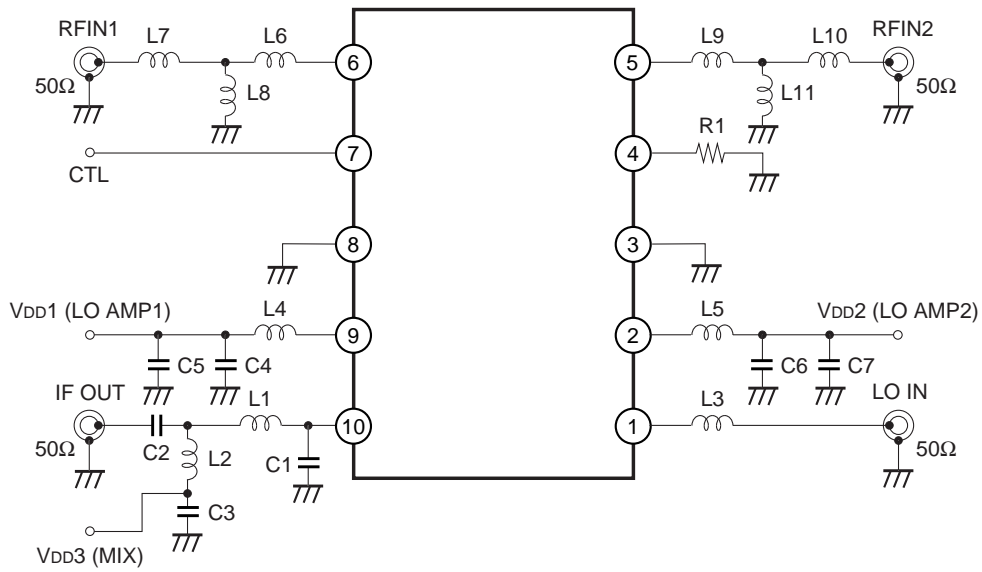 RFIN1
L7
L6
6
5
L9
L10
RFIN2
50Ω
L8
L11
50Ω
R1
7
4
CTL
8
3
VDD1 (LO AMP1)
L4
9
2
L5
VDD2 (LO AMP2)
C5
C4
C6
C7
IF OUT
L1
10
1
L3
LO IN
50Ω
C2
L2
C1
50Ω
C3
VDD3 (MIX)